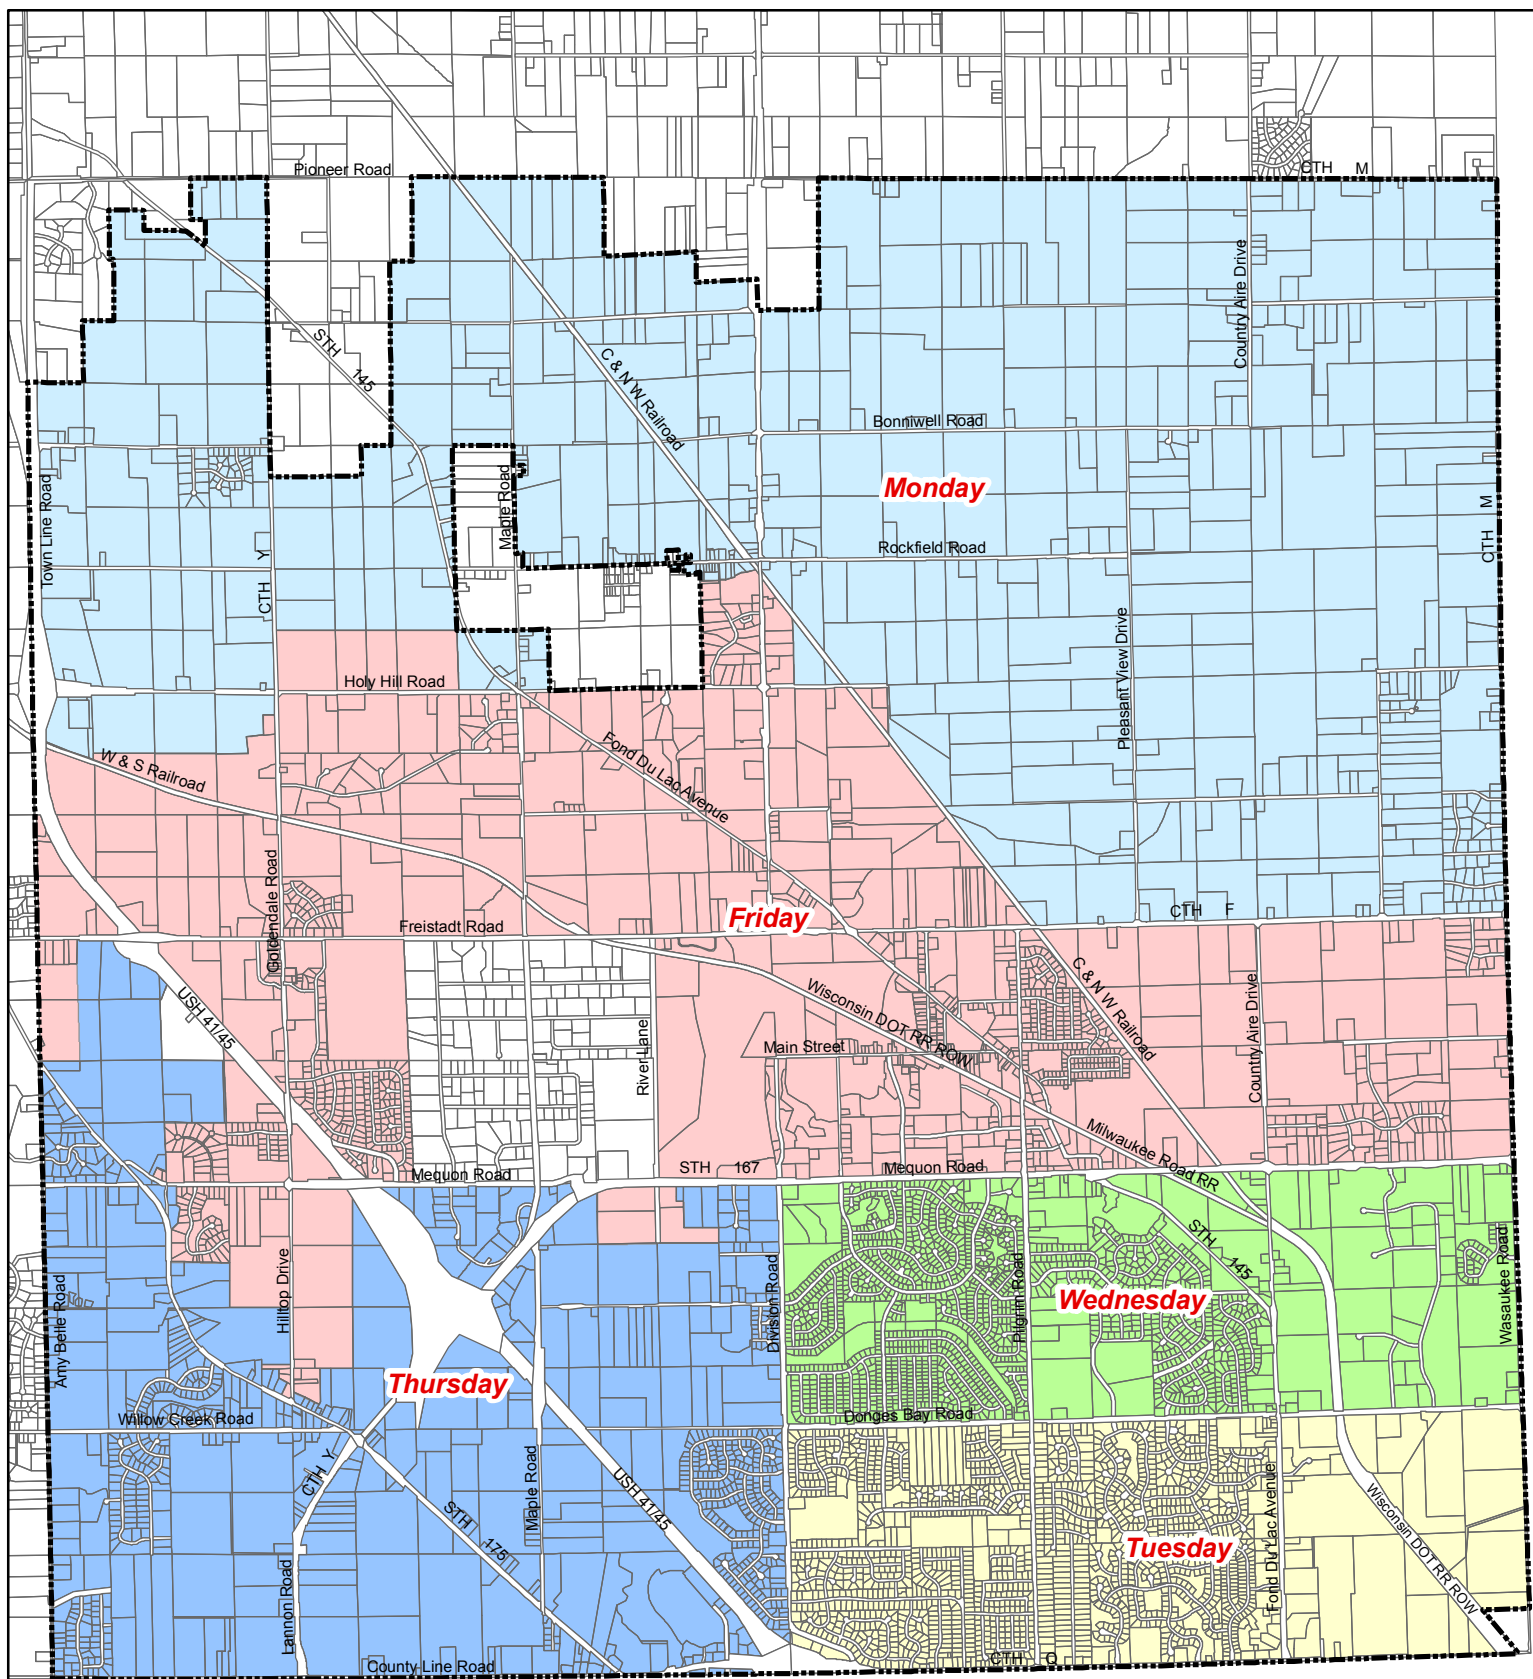 Pioneer Road
CTH M
Country Aire Drive
STH 145
C & N W Railroad
Bonniwell Road
Monday
Maple Road
Town Line Road
CTH M
Rockfield Road
CTH Y
Pleasant View Drive
Holy Hill Road
W & S Railroad
Fond Du Lac Avenue
Goldendale Road
Friday
CTH F
Freistadt Road
C & N W Railroad
USH 41/45
Wisconsin DOT RR ROW
Country Aire Drive
River Lane
Main Street
Milwaukee Road RR
Mequon Road
STH 167
Mequon Road
STH 145
Wasaukee Road
Hilltop Drive
Division Road
Pilgrim Road
Wednesday
Amy Belle Road
Thursday
Willow Creek Road
Donges Bay Road
CTH Y
Maple Road
USH 41/45
Fond Du Lac Avenue
Wisconsin DOT RR ROW
STH 175
Tuesday
Lannon Road
County Line Road
CTH Q